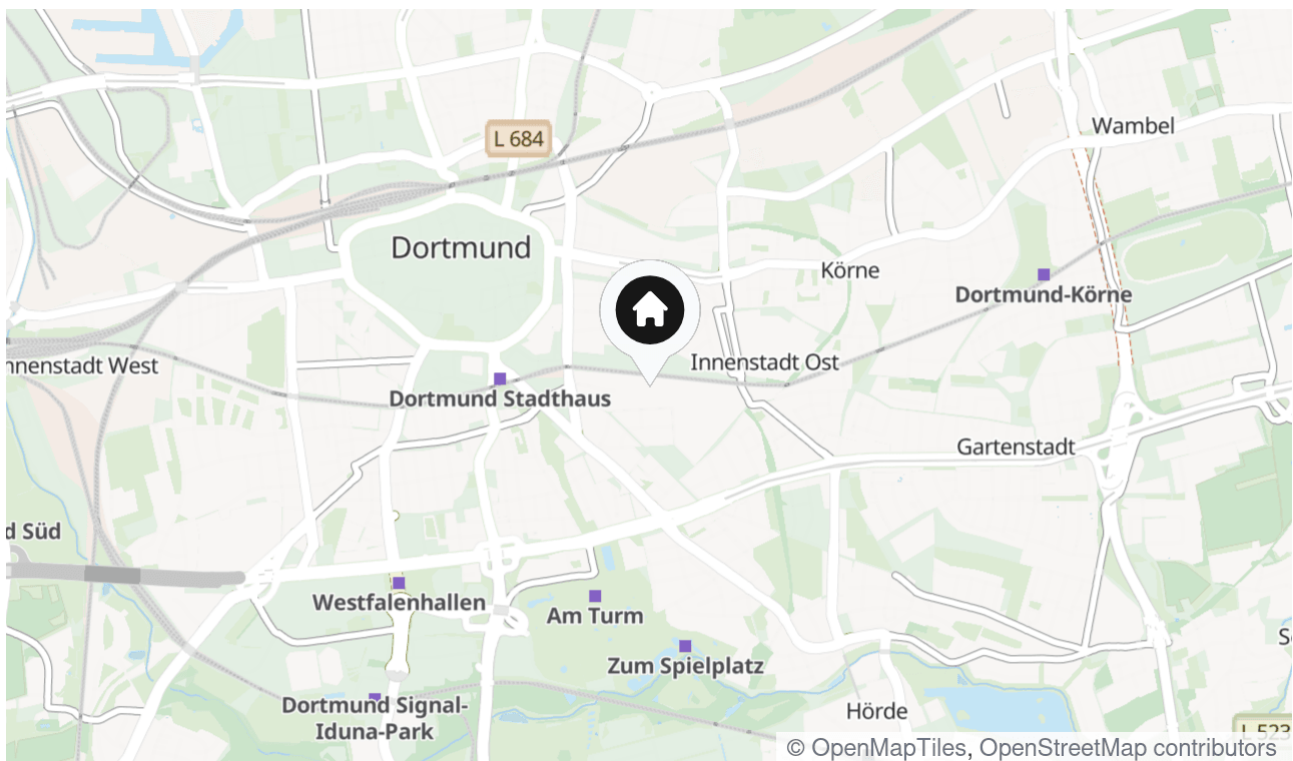 L 684
Wambel
Dortmund
Körne
Dortmund-Körne
nnenstadt West
Innenstadt Ost
Dortmund Stadthaus
Gartenstadt
d Süd
Westfalenhallen
Am Turm
Zum Spielplatz
S
Dortmund Signal-
Iduna-Park
Hörde
L 523
© OpenMapTiles, OpenStreetMap contributors